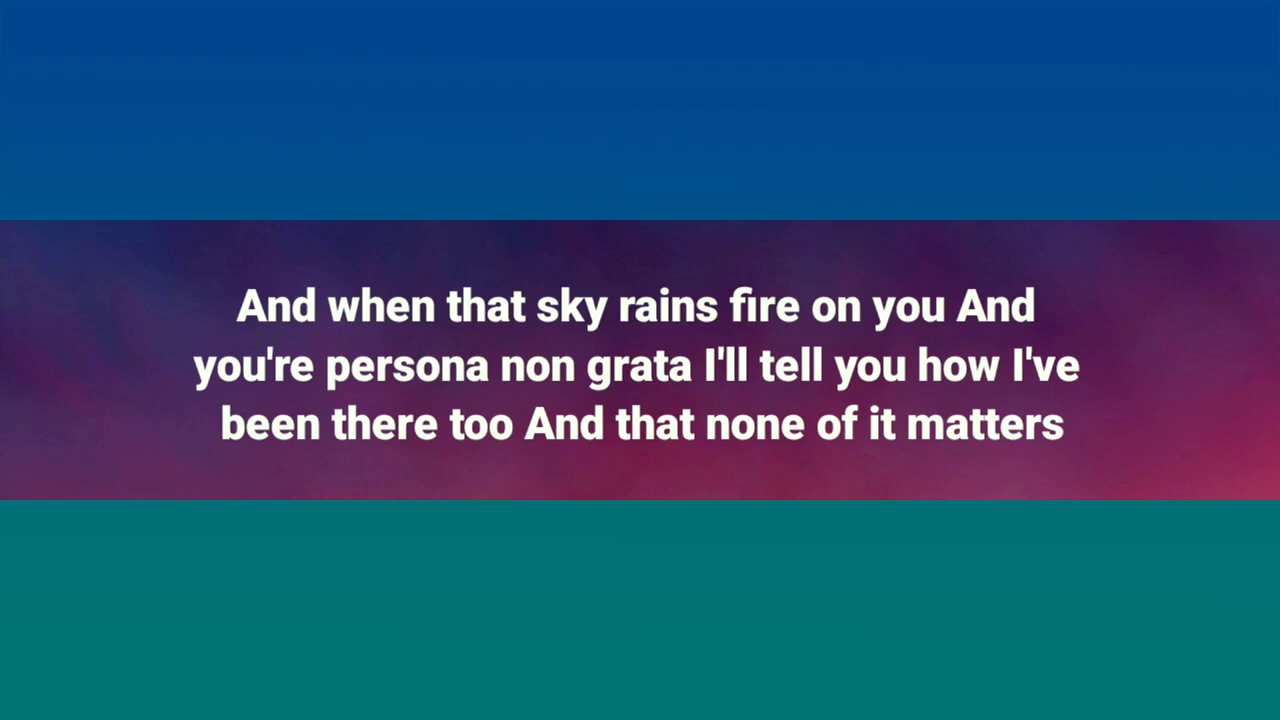 And when that sky rains fire on you And
you're persona non grata I'll tell you how I've
been there too And that none of it matters